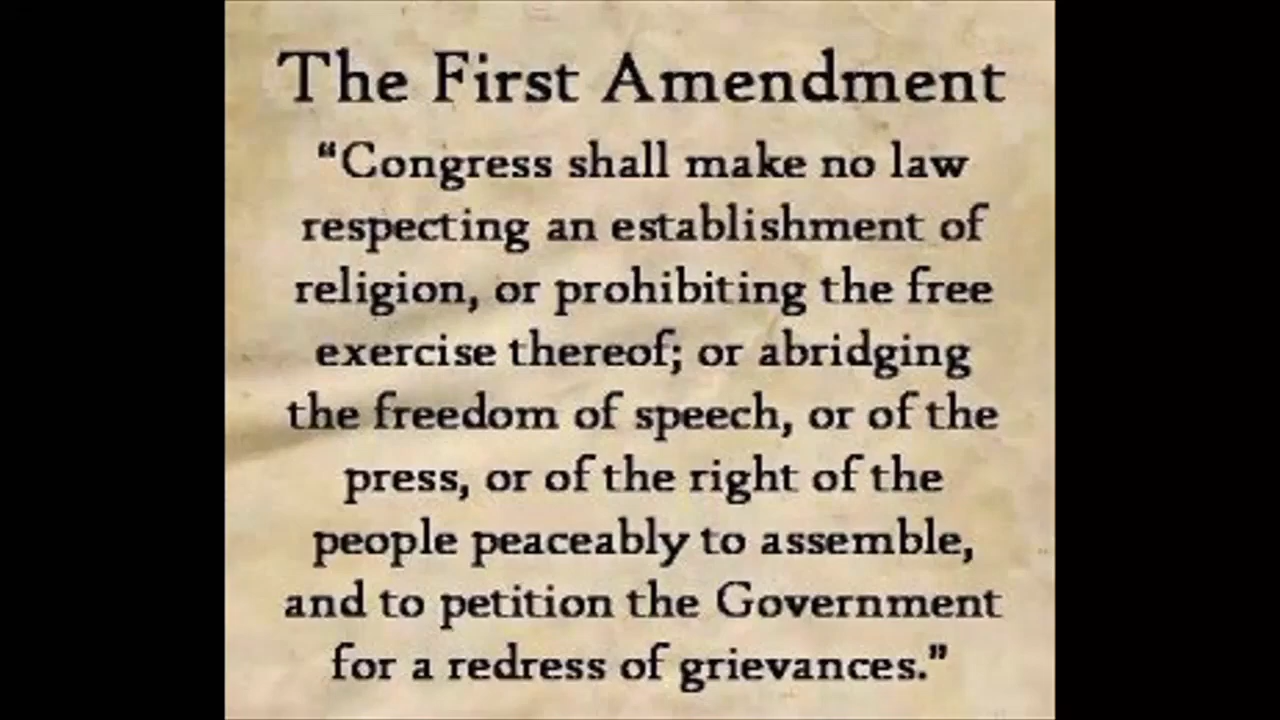 The First Amendment
“Congress shall make no law
respecting an establishment of
religion, or prohibiting the free
exercise thereof; or abridging
the freedom of speech, or of the
press, or of the right of the
people peaceably to assemble,
and to petition the Government
for a redress of grievances.”